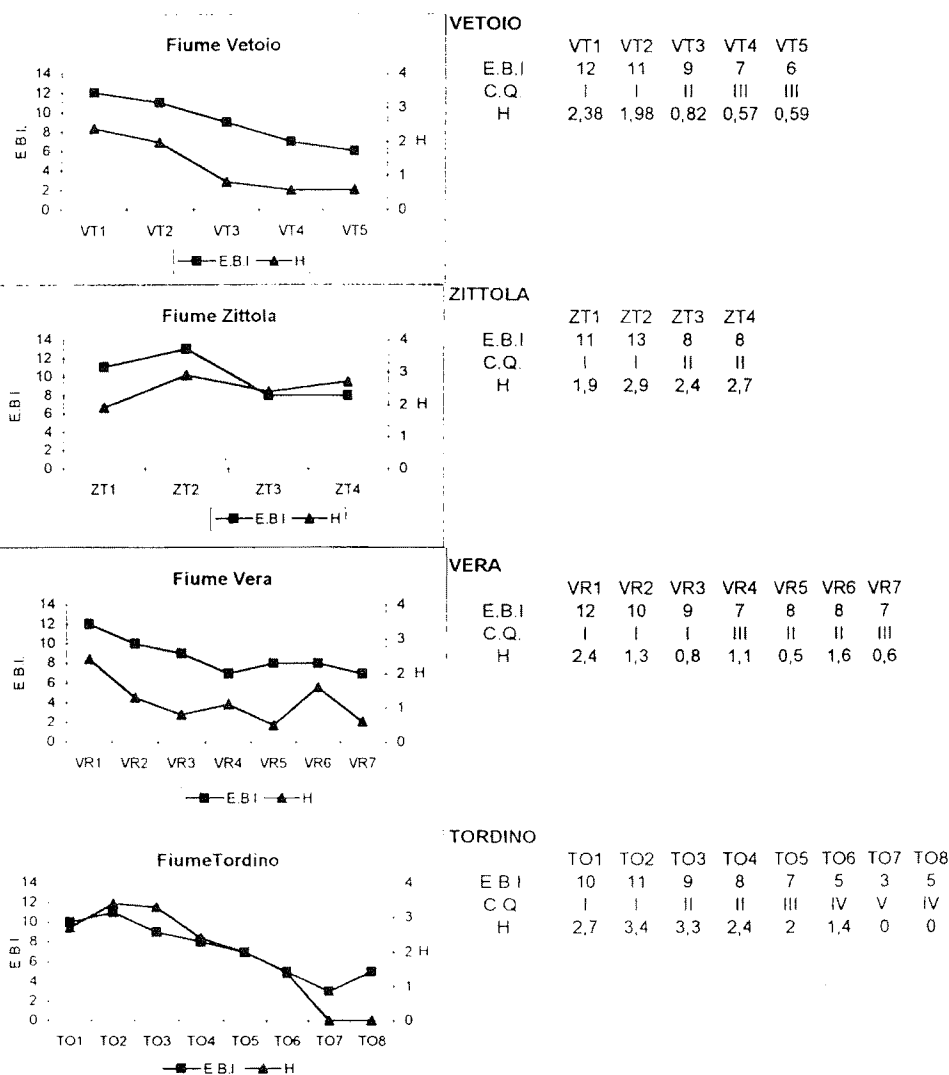 VETOIO
Fiume Vetoio
14
12
10
8
6
4
2
0
E.B.I.
4
3
2
1
0
H
VT1 VT2 VT3 VT4 VT5
E.B.I H
VT1 VT2 VT3 VT4 VT5
E.B.I 12 11 9 7 6
C.Q. I I II III III
H 2,38 1,98 0,82 0,57 0,59
ZITTOLA
Fiume Zittola
14
12
10
8
6
4
2
0
E.B.I
4
3
2
1
0
H
ZT1 ZT2 ZT3 ZT4
E.B.I H
ZT1 ZT2 ZT3 ZT4
E.B.I 11 13 8 8
C.Q. I I II II
H 1,9 2,9 2,4 2,7
VERA
Fiume Vera
14
12
10
8
6
4
2
0
E.B.I.
4
3
2
1
0
H
VR1 VR2 VR3 VR4 VR5 VR6 VR7
E.B.I H
VR1 VR2 VR3 VR4 VR5 VR6 VR7
E.B.I 12 10 9 7 8 8 7
C.Q. I I I III II II III
H 2,4 1,3 0,8 1,1 0,5 1,6 0,6
TORDINO
FiumeTordino
14
12
10
8
6
4
2
0
E.B.I.
4
3
2
1
0
H
TO1 TO2 TO3 TO4 TO5 TO6 TO7 TO8
E.B.I H
TO1 TO2 TO3 TO4 TO5 TO6 TO7 TO8
E B I 10 11 9 8 7 5 3 5
C Q I I II II III IV V IV
H 2,7 3,4 3,3 2,4 2 1,4 0 0